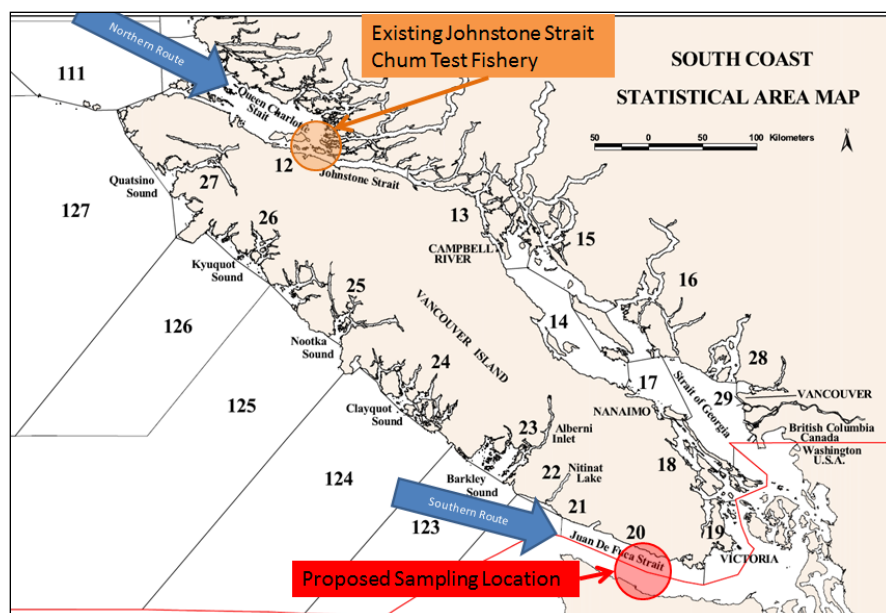 Northern Route
Existing Johnstone Strait
Chum Test Fishery
SOUTH COAST
STATISTICAL AREA MAP
50 0 50 100 Kilometers
N
111
Queen Charlotte
Stait
12
Johnstone Strait
13
CAMPBELL
RIVER
15
16
Quatsino
Sound
27
127
26
Kyuquot
Sound
126
25
Nootka
Sound
125
VANCOUVER ISLAND
14
24
Clayquot
Sound
124
17
NANAIMO
Strait of Georgia
28
29
VANCOUVER
British Columbia
Canada
Washington
U.S.A.
23
Alberni
Inlet
Barkley
Sound
22
Nitinat
Lake
18
123
21
20
19
VICTORIA
Southern Route
Juan De Fuca Strait
Proposed Sampling Location